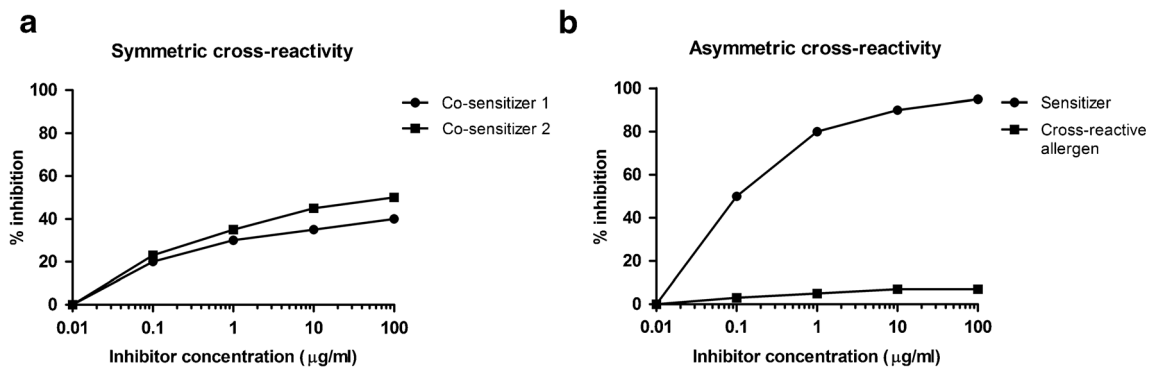 a
Symmetric cross-reactivity
% inhibition
100
80
60
40
20
0
0.01 0.1 1 10 100
Inhibitor concentration (μg/ml)
Co-sensitizer 1
Co-sensitizer 2
b
Asymmetric cross-reactivity
% inhibition
100
80
60
40
20
0
0.01 0.1 1 10 100
Inhibitor concentration (μg/ml)
Sensitizer
Cross-reactive
allergen